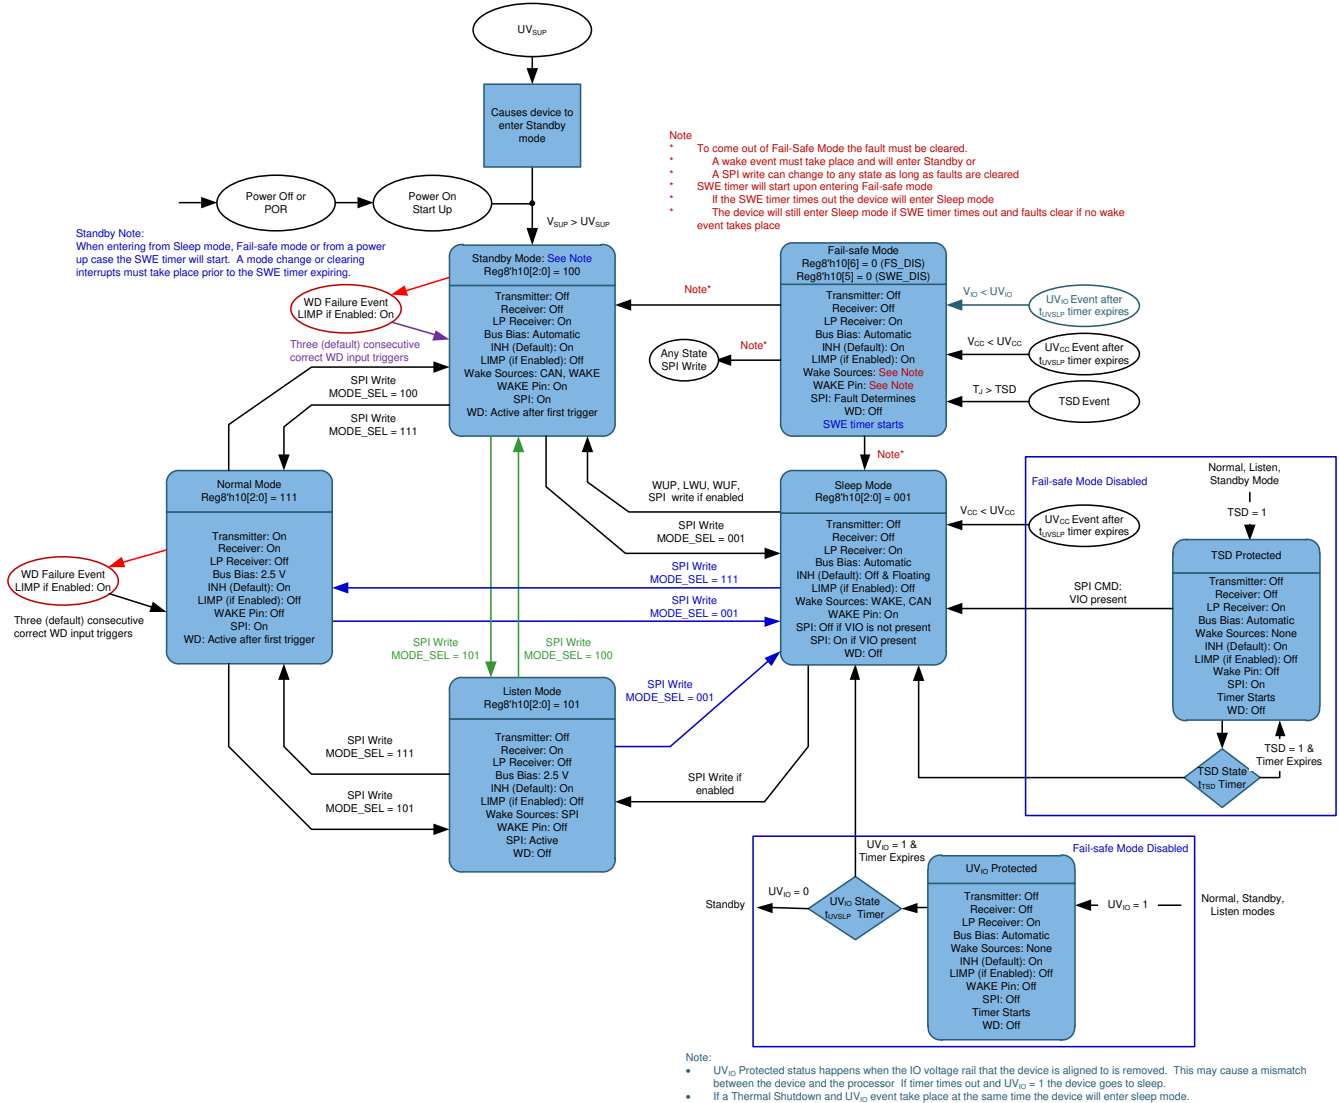 UVSUP
Causes device to
enter Standby
mode
Power Off or
POR
Power On
Start Up
VSUP > UVSUP
Note
* To come out of Fail-Safe Mode the fault must be cleared.
* A wake event must take place and will enter Standby or
* A SPI write can change to any state as long as faults are cleared
* SWE timer will start upon entering Fail-safe mode
* If the SWE timer times out the device will enter Sleep mode
* The device will still enter Sleep mode if SWE timer times out and faults clear if no wake
event takes place
Standby Note:
When entering from Sleep mode, Fail-safe mode or from a power
up case the SWE timer will start. A mode change or clearing
interrupts must take place prior to the SWE timer expiring.
Standby Mode: See Note
Reg8'h10[2:0] = 100
Transmitter: Off
Receiver: Off
LP Receiver: On
Bus Bias: Automatic
INH (Default): On
LIMP (if Enabled): Off
Wake Sources: CAN, WAKE
WAKE Pin: On
SPI: On
WD: Active after first trigger
WD Failure Event
LIMP if Enabled: On
Three (default) consecutive
correct WD input triggers
SPI Write
MODE_SEL = 100
SPI Write
MODE_SEL = 111
Fail-safe Mode
Reg8'h10[6] = 0 (FS_DIS)
Reg8'h10[5] = 0 (SWE_DIS)
Transmitter: Off
Receiver: Off
LP Receiver: On
Bus Bias: Automatic
INH (Default): On
LIMP (if Enabled): On
Wake Sources: See Note
WAKE Pin: See Note
SPI: Fault Determines
WD: Off
SWE timer starts
Note*
Note*
Any State
SPI Write
VIO < UVIO
UVIO Event after
tUVSLP timer expires
VCC < UVCC
UVCC Event after
tUVSLP timer expires
TJ > TSD
TSD Event
Note*
Normal Mode
Reg8'h10[2:0] = 111
Transmitter: On
Receiver: On
LP Receiver: Off
Bus Bias: 2.5 V
INH (Default): On
LIMP (if Enabled): Off
WAKE Pin: Off
SPI: On
WD: Active after first trigger
WD Failure Event
LIMP if Enabled: On
Three (default) consecutive
correct WD input triggers
WUP, LWU, WUF,
SPI write if enabled
SPI Write
MODE_SEL = 001
SPI Write
MODE_SEL = 111
SPI Write
MODE_SEL = 001
Sleep Mode
Reg8'h10[2:0] = 001
Transmitter: Off
Receiver: Off
LP Receiver: On
Bus Bias: Automatic
INH (Default): Off & Floating
LIMP (if Enabled): Off
Wake Sources: WAKE, CAN
WAKE Pin: On
SPI: Off if VIO is not present
SPI: On if VIO present
WD: Off
VCC < UVCC
UVCC Event after
tUVSLP timer expires
Fail-safe Mode Disabled
Normal, Listen,
Standby Mode
TSD = 1
TSD Protected
Transmitter: Off
Receiver: Off
LP Receiver: On
Bus Bias: Automatic
Wake Sources: None
INH (Default): On
LIMP (if Enabled): Off
Wake Pin: Off
SPI: On
Timer Starts
WD: Off
SPI CMD:
VIO present
TSD State
tTSD Timer
TSD = 1 &
Timer Expires
SPI Write
MODE_SEL = 101
SPI Write
MODE_SEL = 100
SPI Write
MODE_SEL = 001
Listen Mode
Reg8'h10[2:0] = 101
Transmitter: Off
Receiver: On
LP Receiver: Off
Bus Bias: 2.5 V
INH (Default): On
LIMP (if Enabled): Off
Wake Sources: SPI
WAKE Pin: Off
SPI: Active
WD: Off
SPI Write
MODE_SEL = 111
SPI Write
MODE_SEL = 101
SPI Write if
enabled
Fail-safe Mode Disabled
UVIO = 1 &
Timer Expires
UVIO State
tUVSLP Timer
UVIO = 0
Standby
UVIO Protected
Transmitter: Off
Receiver: Off
LP Receiver: On
Bus Bias: Automatic
Wake Sources: None
INH (Default): On
LIMP (if Enabled): Off
WAKE Pin: Off
SPI: Off
Timer Starts
WD: Off
UVIO = 1
Normal, Standby,
Listen modes
Note:
• UVIO Protected status happens when the IO voltage rail that the device is aligned to is removed. This may cause a mismatch
between the device and the processor If timer times out and UVIO = 1 the device goes to sleep.
• If a Thermal Shutdown and UVIO event take place at the same time the device will enter sleep mode.